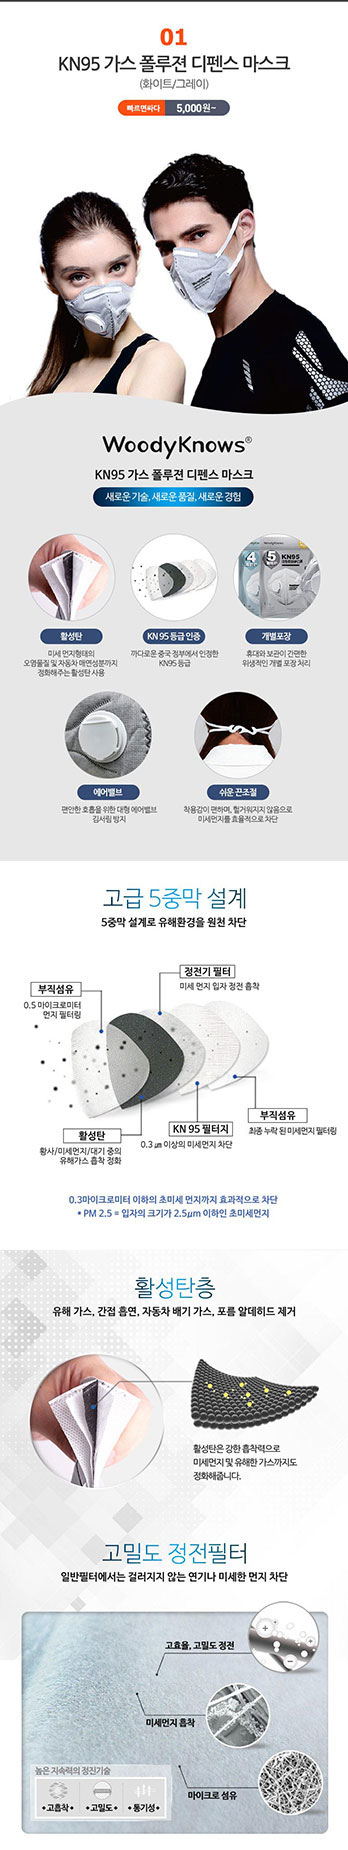 01
KN95 가스 폴루젼 디펜스 마스크
(화이트/그레이)
빠르면싸다 5,000원~
WoodyKnows®
KN95 가스 폴루젼 디펜스 마스크
새로운 기술, 새로운 품질, 새로운 경험
WoodyKnows
4 5 KN95
활성탄
미세 먼지형태의
오염물질 및 자동차 매연성분까지
정화해주는 활성탄 사용
KN 95 등급 인증
까다로운 중국 정부에서 인정한
KN95 등급
개별포장
휴대와 보관이 간편한
위생적인 개별 포장 처리
에어밸브
편안한 호흡을 위한 대형 에어밸브
김서림 방지
쉬운 끈조절
착용감이 편하며, 헐거워지지 않음으로
미세먼지를 효율적으로 차단
고급 5중막 설계
5중막 설계로 유해환경을 원천 차단
정전기 필터
미세 먼지 입자 정전 흡착
부직섬유
0.5 마이크로미터
먼지 필터링
활성탄
황사/미세먼지/대기 중의
유해가스 흡착 정화
KN 95 필터지
0.3 ㎛ 이상의 미세먼지 차단
부직섬유
최종 누락 된 미세먼지 필터링
0.3마이크로미터 이하의 초미세 먼지까지 효과적으로 차단
• PM 2.5 = 입자의 크기가 2.5μm 이하인 초미세먼지
활성탄층
유해 가스, 간접 흡연, 자동차 배기 가스, 포름 알데히드 제거
활성탄은 강한 흡착력으로
미세먼지 및 유해한 가스까지도
정화해줍니다.
고밀도 정전필터
일반필터에서는 걸러지지 않는 연기나 미세한 먼지 차단
고효율, 고밀도 정전
미세먼지 흡착
마이크로 섬유
높은 지속력의 정진기술
•고흡착• •고밀도• •통기성•